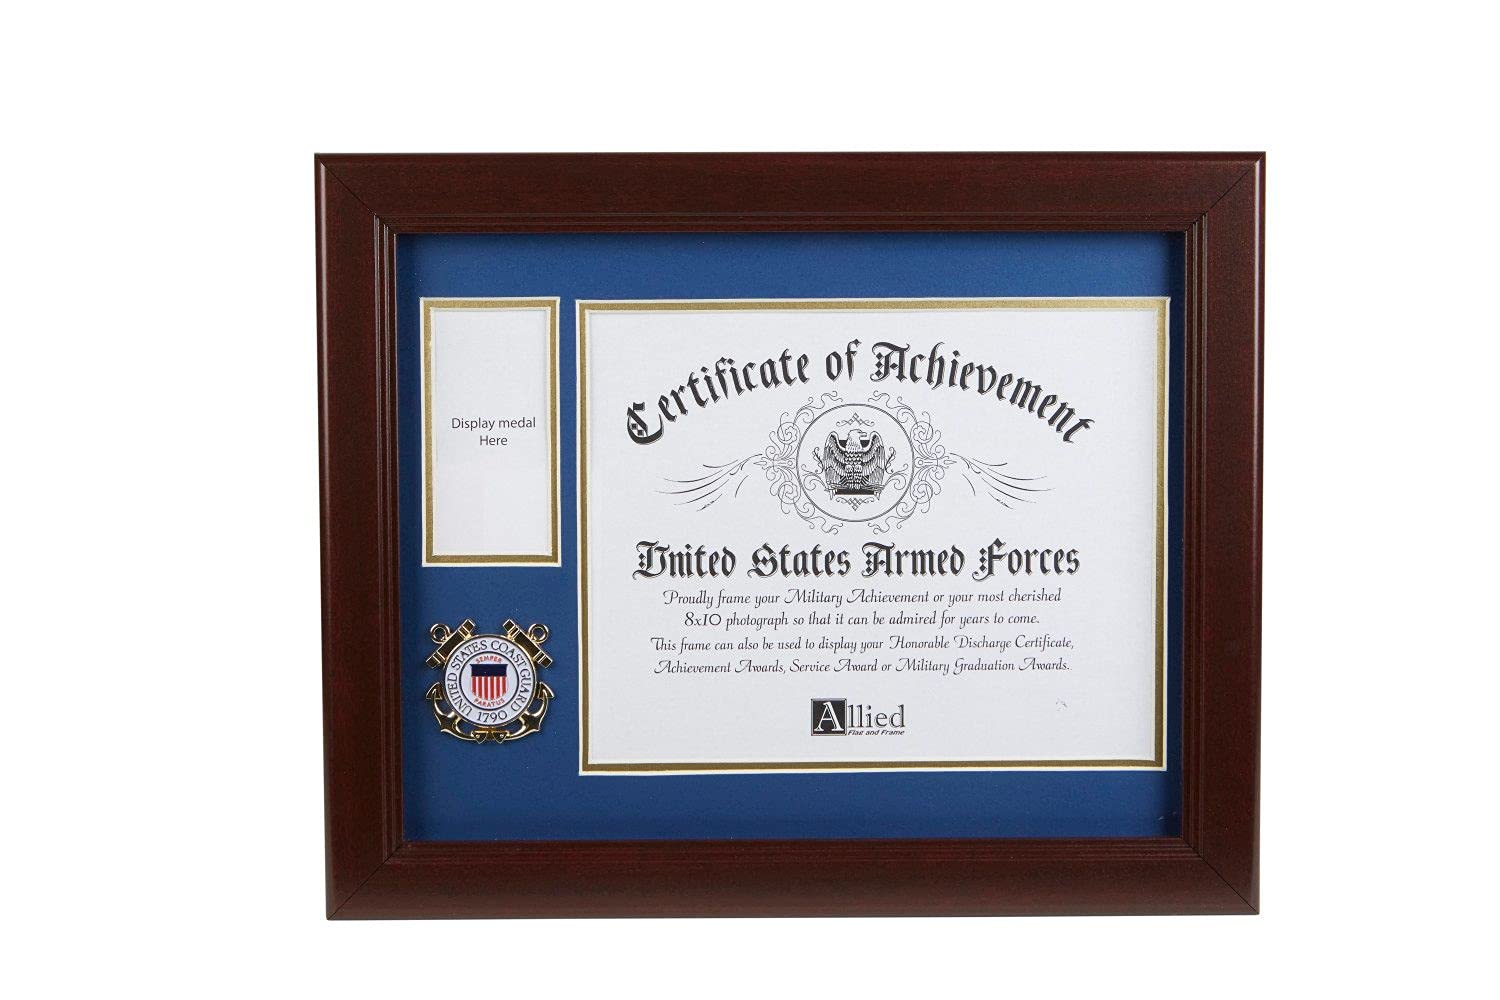 Display medal
Here
UNITED STATES COAST GUARD
SEMPER
PARATUS
1790
Certificate of Achievement
United States Armed Forces
Proudly frame your Military Achievement or your most cherished
8x10 photograph so that it can be admired for years to come.
This frame can also be used to display your Honorable Discharge Certificate,
Achievement Awards, Service Award or Military Graduation Awards.
Allied
Flag and Frame